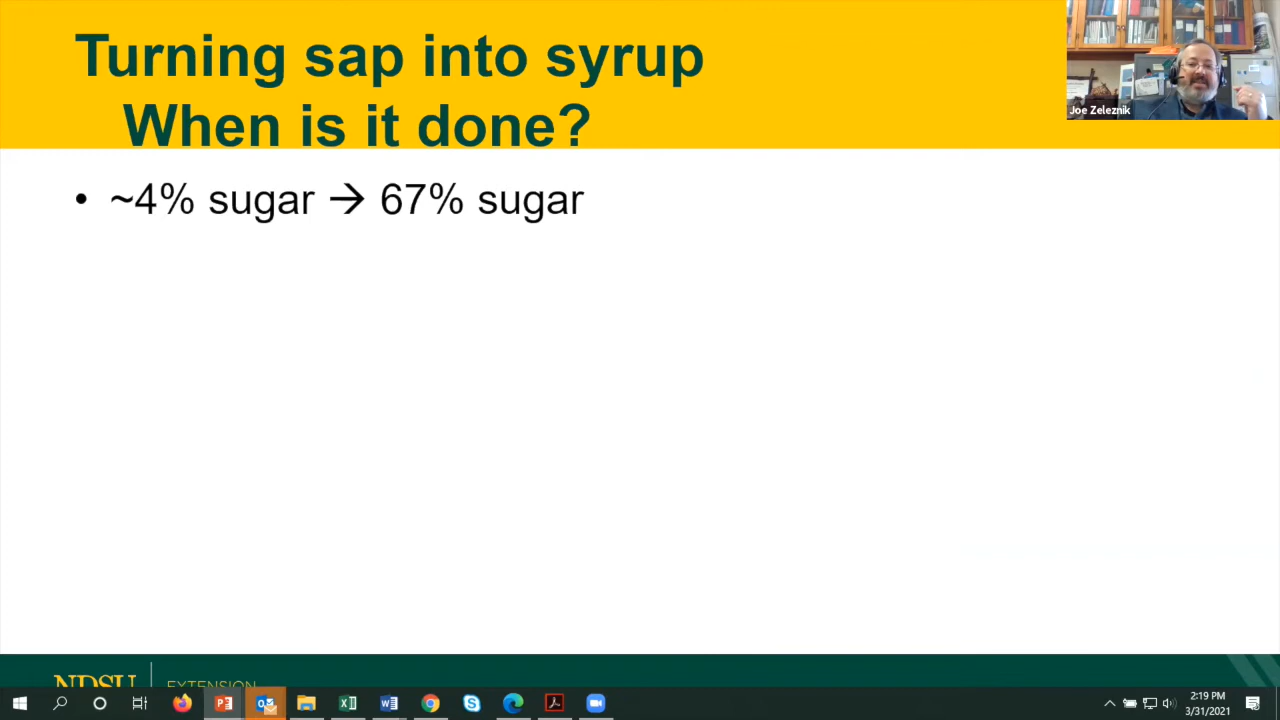 Turning sap into syrup
When is it done?
Joe Zeleznik
• ~4% sugar → 67% sugar
NDSU
EXTENSION
2:19 PM
3/31/2021